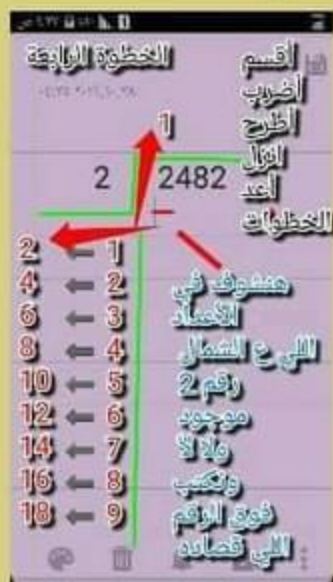 الخطوة الرابعة
أقسم
أضرب
أطرح
انزل
أعد
الخطوات
1
2 2482
هنشوف في
الأعداد
اللي ع الشمال
رقم 2
موجود
ولا لأ
ونكتب
فوق الرقم
اللي قصاده
2 ⬅ 1
4 ⬅ 2
6 ⬅ 3
8 ⬅ 4
10 ⬅ 5
12 ⬅ 6
14 ⬅ 7
16 ⬅ 8
18 ⬅ 9